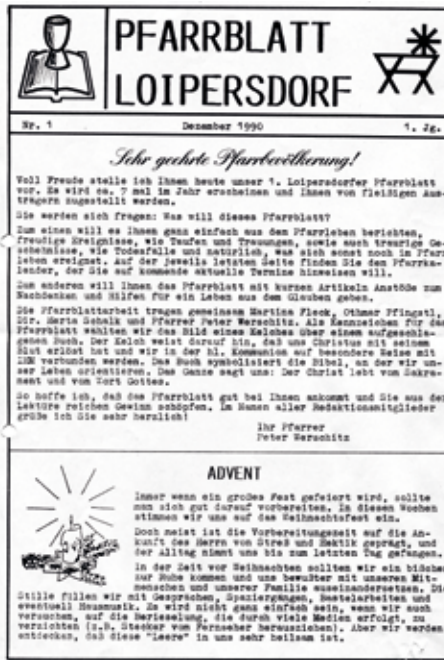 PFARRBLATT
LOIPERSDORF
Nr. 1 Dezember 1990 1. Jg.
Sehr geehrte Pfarrbevölkerung!
Voll Freude stelle ich Ihnen heute unser 1. Loipersdorfer Pfarrblatt
vor. Es wird ca. 7 mal im Jahr erscheinen und Ihnen von fleißigen Aus-
trägern zugestellt werden.
Sie werden sich fragen: Was will dieses Pfarrblatt?
Zum einen will es Ihnen ganz einfach aus dem Pfarrleben berichten,
freudige Ereignisse, wie Taufen und Trauungen, sowie auch traurige Ge-
schehnisse, wie Todesfälle und natürlich, was sich sonst noch im Pfarr
leben ereignet. Auf der jeweils letzten Seite finden Sie den Pfarrka-
lender, der Sie auf kommende aktuelle Termine hinweisen will.
Zum anderen will Ihnen das Pfarrblatt mit kurzen Artikeln Anstöße zum
Nachdenken und Hilfen für ein Leben aus dem Glauben geben.
Die Pfarrblattarbeit tragen gemeinsam Martina Fleck, Othmar Pfingstl,
Dir. Maria Schalk und Pfarrer Peter Weruschitz. Als Kennzeichen für das
Pfarrblatt wählten wir das Bild eines Kelches über einem aufgeschla-
genen Buch. Der Kelch weist darauf hin, daß uns Christus mit seinem
Blut erlöst hat und wir in der hl. Kommunion auf besondere Weise mit
IHM verbunden werden. Das Buch symbolisiert die Bibel, an der wir un-
ser Leben orientieren. Das Ganze sagt uns: Der Christ lebt vom Sakra-
ment und vom Wort Gottes.
So hoffe ich, daß das Pfarrblatt gut bei Ihnen ankommt und Sie aus der
Lektüre reichen Gewinn schöpfen. Im Namen aller Redaktionsmitglieder
grüße ich Sie sehr herzlich!
Ihr Pfarrer
Peter Weruschitz
ADVENT
Immer wenn ein großes Fest gefeiert wird, sollte
man sich gut darauf vorbereiten. In diesen Wochen
stimmen wir uns auf das Weihnachtsfest ein.
Doch meist ist die Vorbereitungszeit auf die An-
kunft des Herrn von Streß und Hektik geprägt, und
der Alltag nimmt uns bis zum letzten Tag gefangen.
In der Zeit vor Weihnachten sollten wir ein bißchen
zur Ruhe kommen und uns bewußter mit unseren Mit-
menschen und unserer Familie auseinandersetzen. Die
Stille füllen wir mit Gesprächen, Spaziergängen, Bastelarbeiten und
eventuell Hausmusik. Es wird nicht ganz einfach sein, wenn wir auch
versuchen, auf die Berieselung, die durch viele Medien erfolgt, zu
verzichten (z.B. Stecker vom Fernseher herausziehen). Aber wir werden
entdecken, daß diese "Leere" in uns sehr heilsam ist.